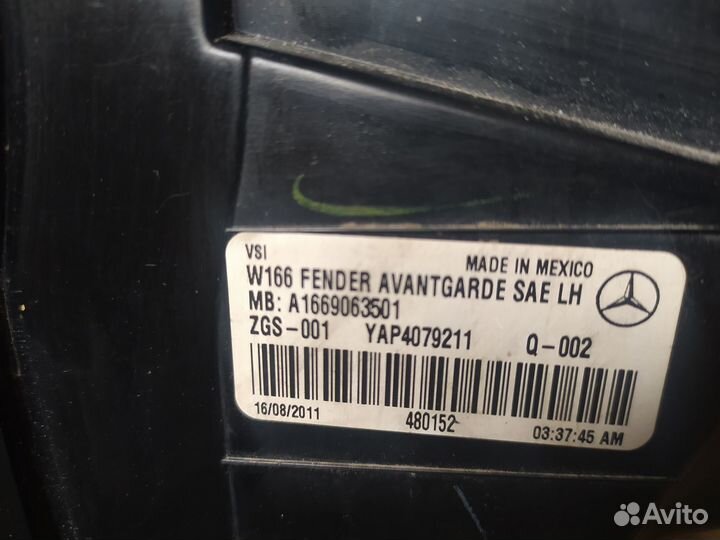 VSI
MADE IN MEXICO
W166 FENDER AVANTGARDE SAE LH
MB: A1669063501
ZGS-001 YAP4079211 Q-002
16/08/2011 480152 03:37:45 AM
Avito